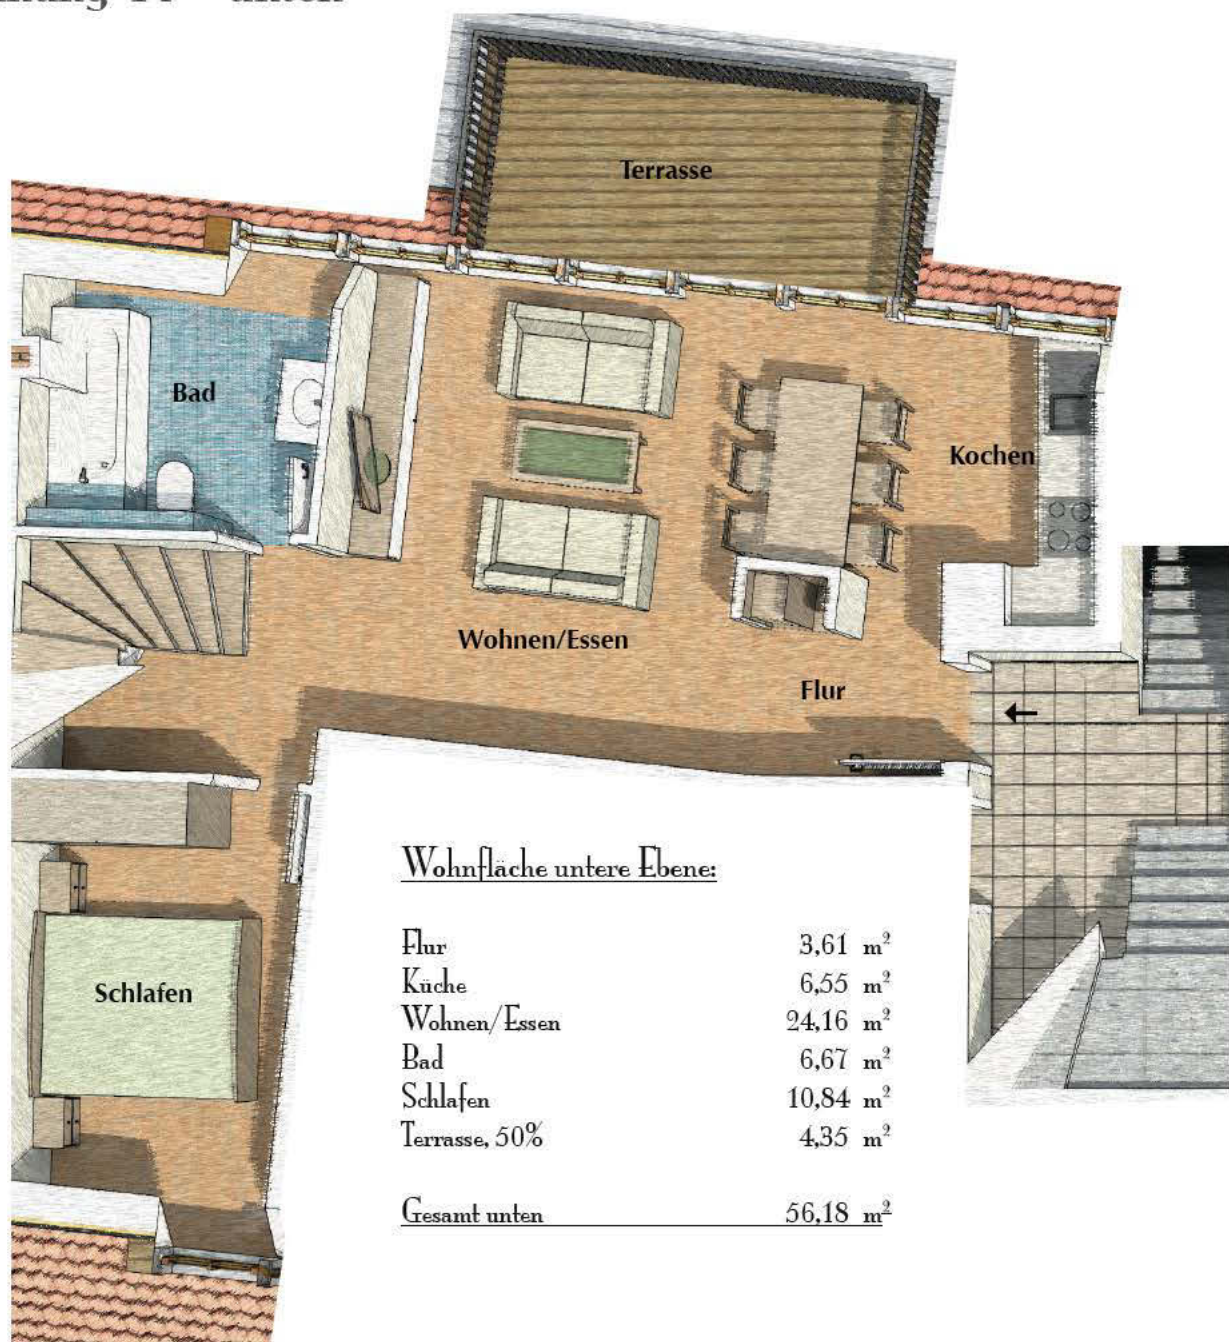 unten
Terrasse
Bad
Kochen
Wohnen/Essen
Flur
Schlafen
Wohnfläche untere Ebene:
Flur 3,61 m²
Küche 6,55 m²
Wohnen/Essen 24,16 m²
Bad 6,67 m²
Schlafen 10,84 m²
Terrasse, 50% 4,35 m²
Gesamt unten 56,18 m²